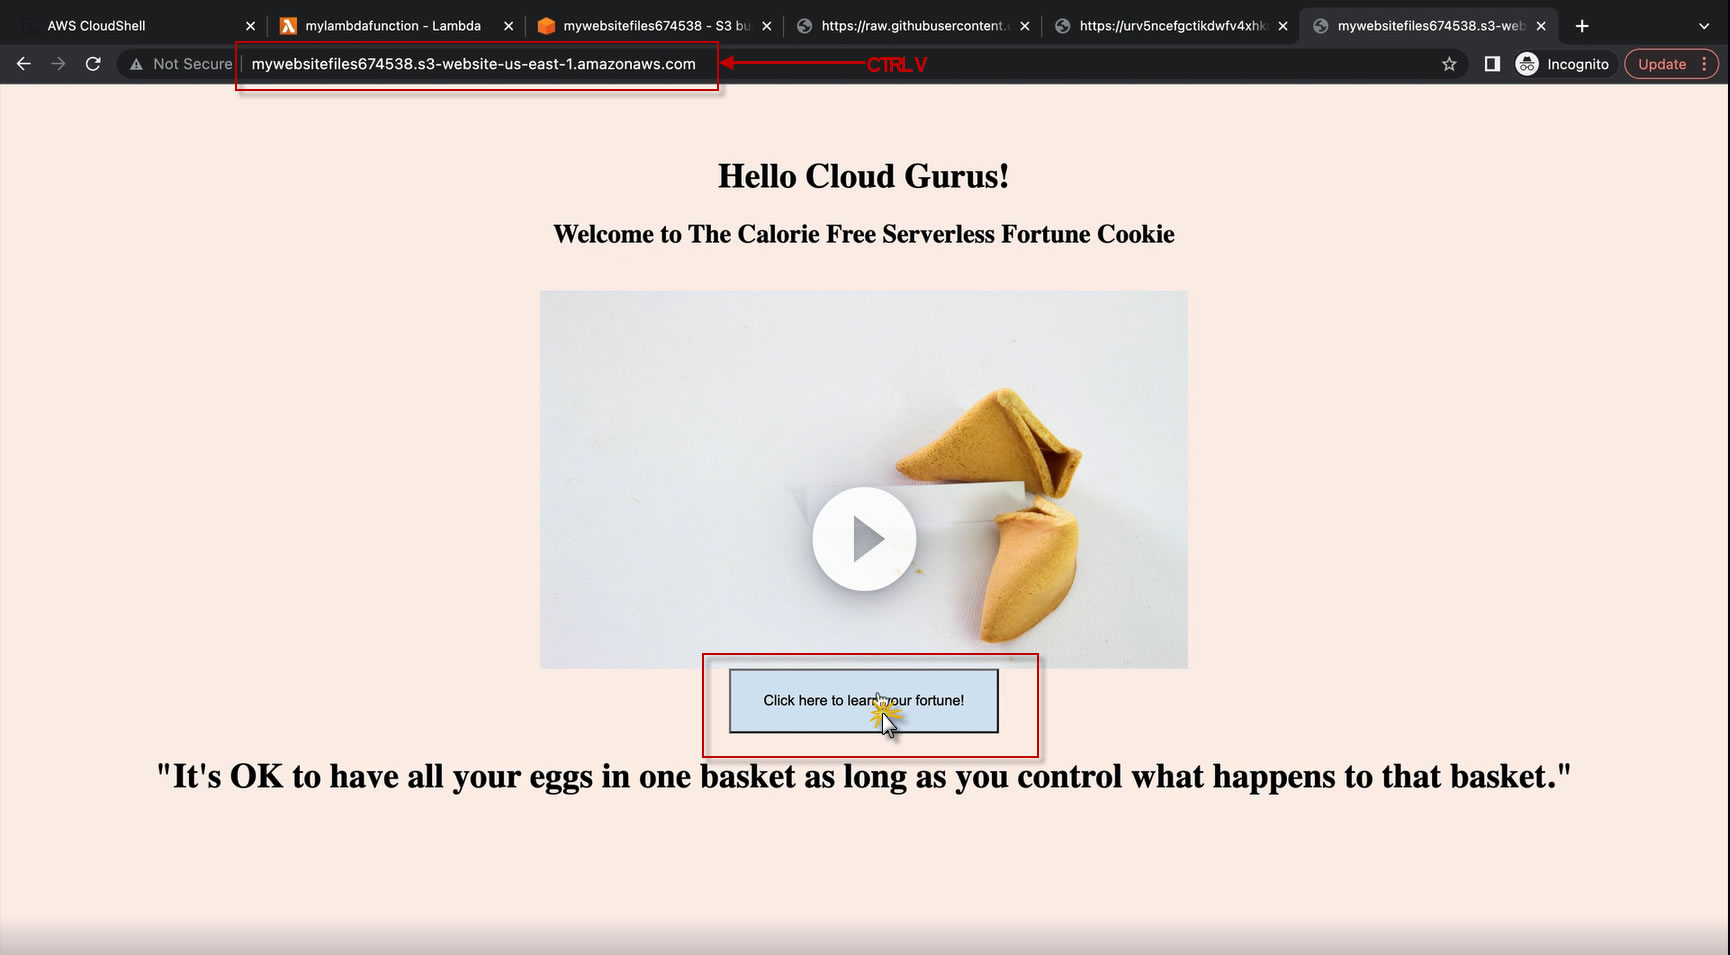 AWS CloudShell
mylambdafunction - Lambda
mywebsitefiles674538 - S3 bu
https://raw.githubusercontent.
https://urv5ncefgctikdwfv4xhk
mywebsitefiles674538.s3-web
Not Secure
mywebsitefiles674538.s3-website-us-east-1.amazonaws.com
CTRL V
Incognito
Update
Hello Cloud Gurus!
Welcome to The Calorie Free Serverless Fortune Cookie
Click here to learn your fortune!
"It's OK to have all your eggs in one basket as long as you control what happens to that basket."